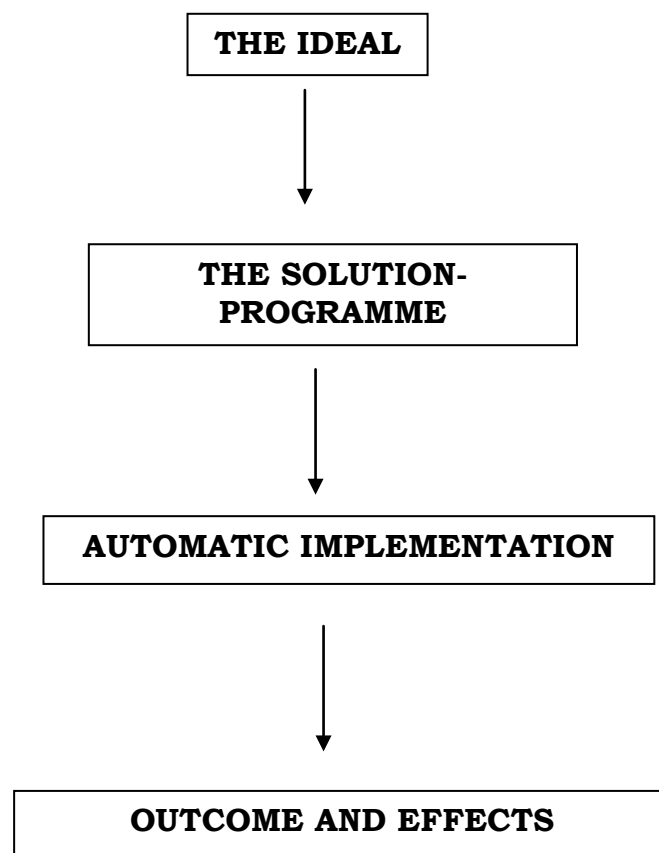 THE IDEAL
THE SOLUTION-
PROGRAMME
AUTOMATIC IMPLEMENTATION
OUTCOME AND EFFECTS